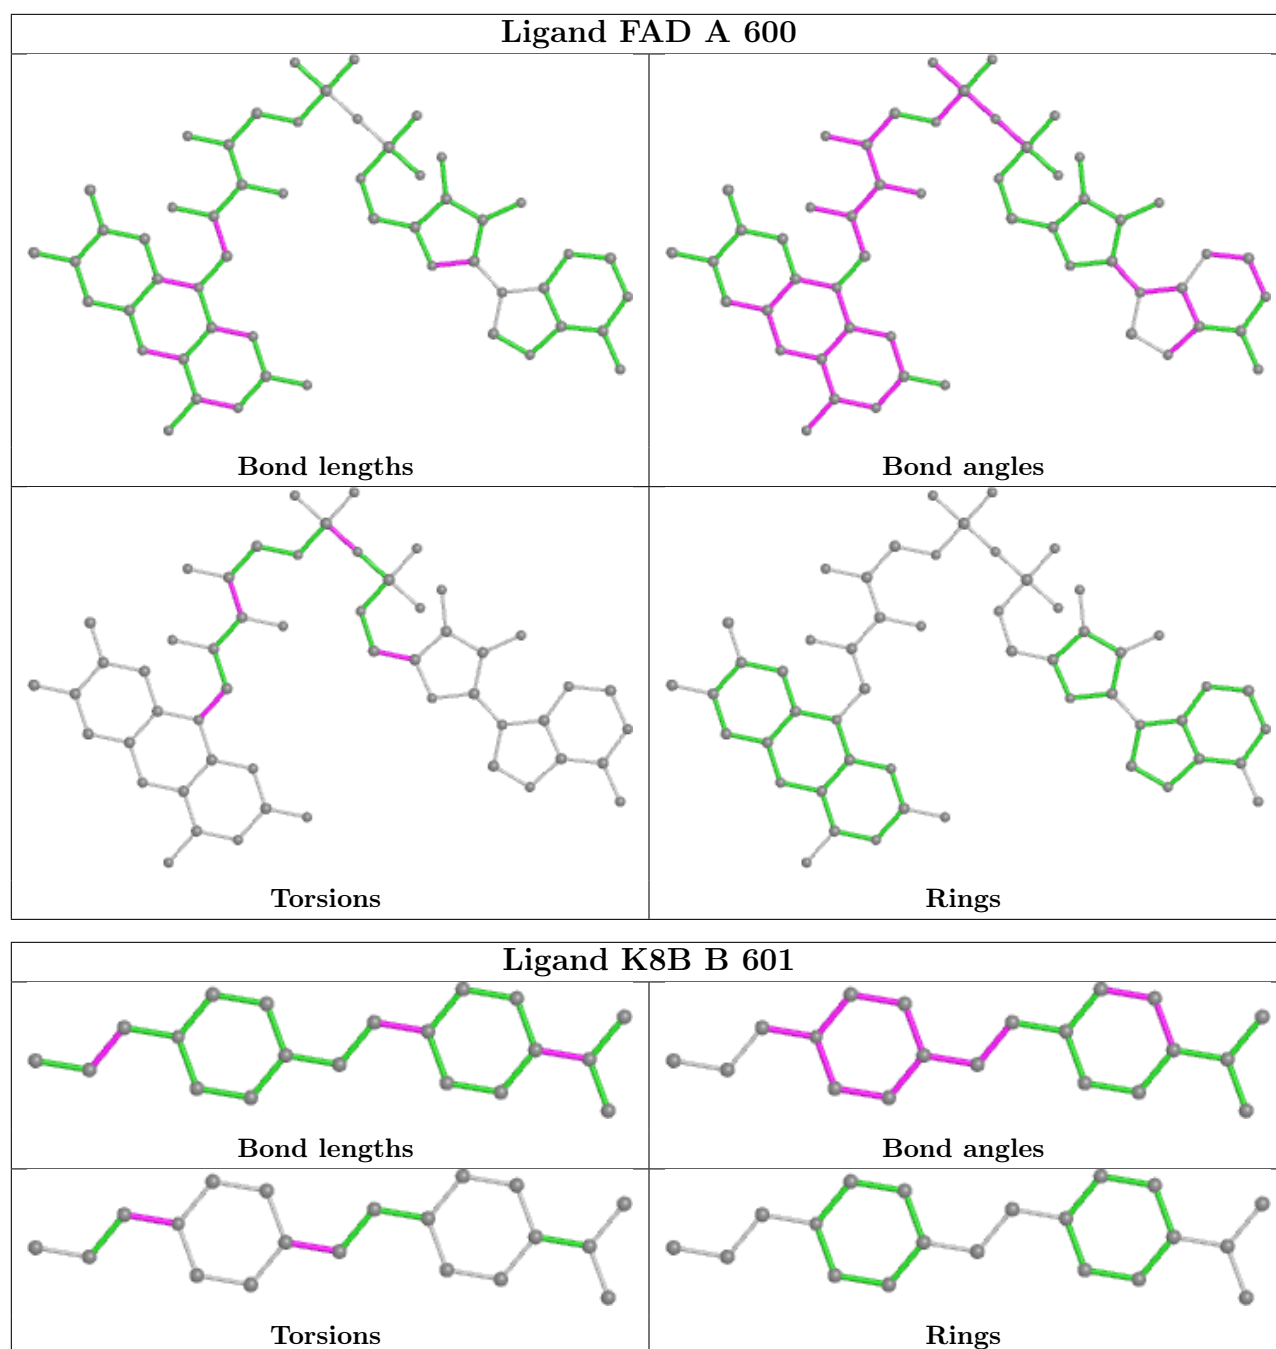 Ligand FAD A 600
Bond lengths
Bond angles
Torsions
Rings
Ligand K8B B 601
Bond lengths
Bond angles
Torsions
Rings